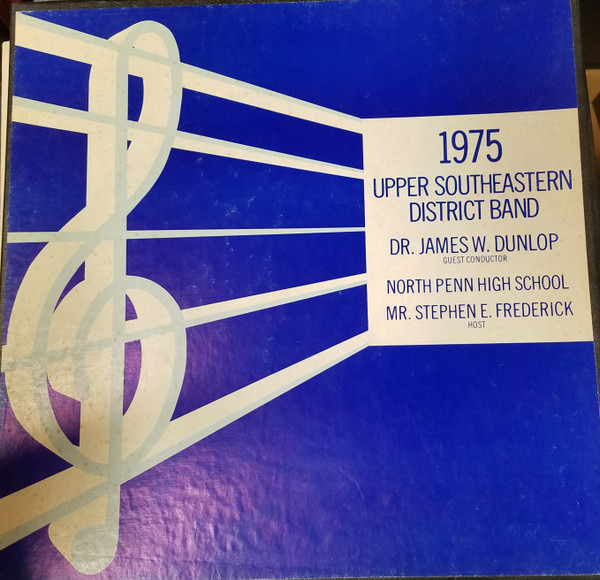 1975
UPPER SOUTHEASTERN
DISTRICT BAND
DR. JAMES W. DUNLOP
GUEST CONDUCTOR
NORTH PENN HIGH SCHOOL
MR. STEPHEN E. FREDERICK
HOST